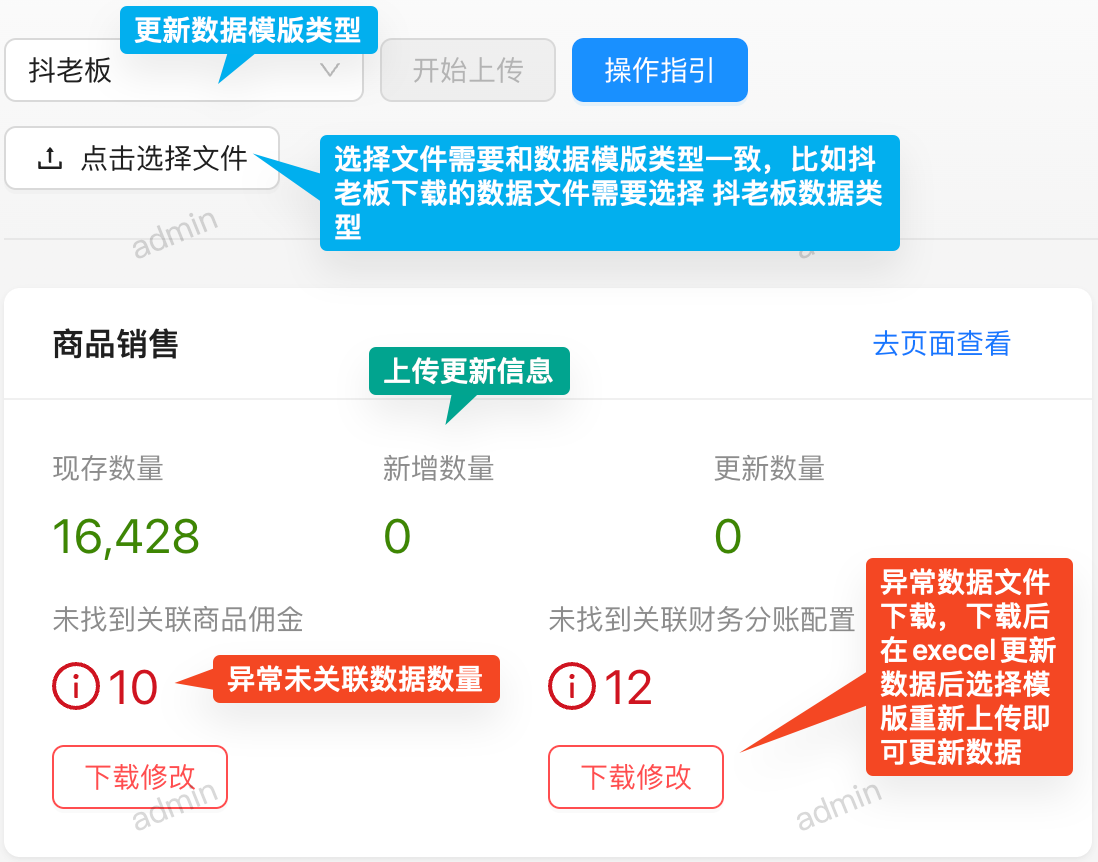 更新数据模版类型
抖老板
开始上传
操作指引
点击选择文件
选择文件需要和数据模版类型一致，比如抖
老板下载的数据文件需要选择 抖老板数据类
型
admin
商品销售
去页面查看
上传更新信息
现存数量
新增数量
更新数量
16,428
0
0
未找到关联商品佣金
未找到关联财务分账配置
异常数据文件
下载，下载后
在execel更新
数据后选择模
版重新上传即
可更新数据
10
异常未关联数据数量
12
下载修改
下载修改
admin
admin